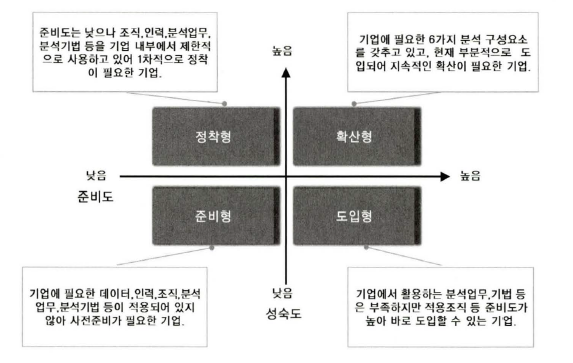 준비도는 낮으나 조직,인력,분석업무,
분석기법 등을 기업 내부에서 제한적
으로 사용하고 있어 1차적으로 정착
이 필요한 기업.
높음
기업에 필요한 6가지 분석 구성요소
를 갖추고 있고, 현재 부분적으로 도
입되어 지속적인 확산이 필요한 기업.
정착형
확산형
낮음
높음
준비도
준비형
도입형
기업에 필요한 데이터,인력,조직,분석
업무,분석기법 등이 적용되어 있지
않아 사전준비가 필요한 기업.
낮음
성숙도
기업에서 활용하는 분석업무,기법 등
은 부족하지만 적용조직 등 준비도가
높아 바로 도입할 수 있는 기업.